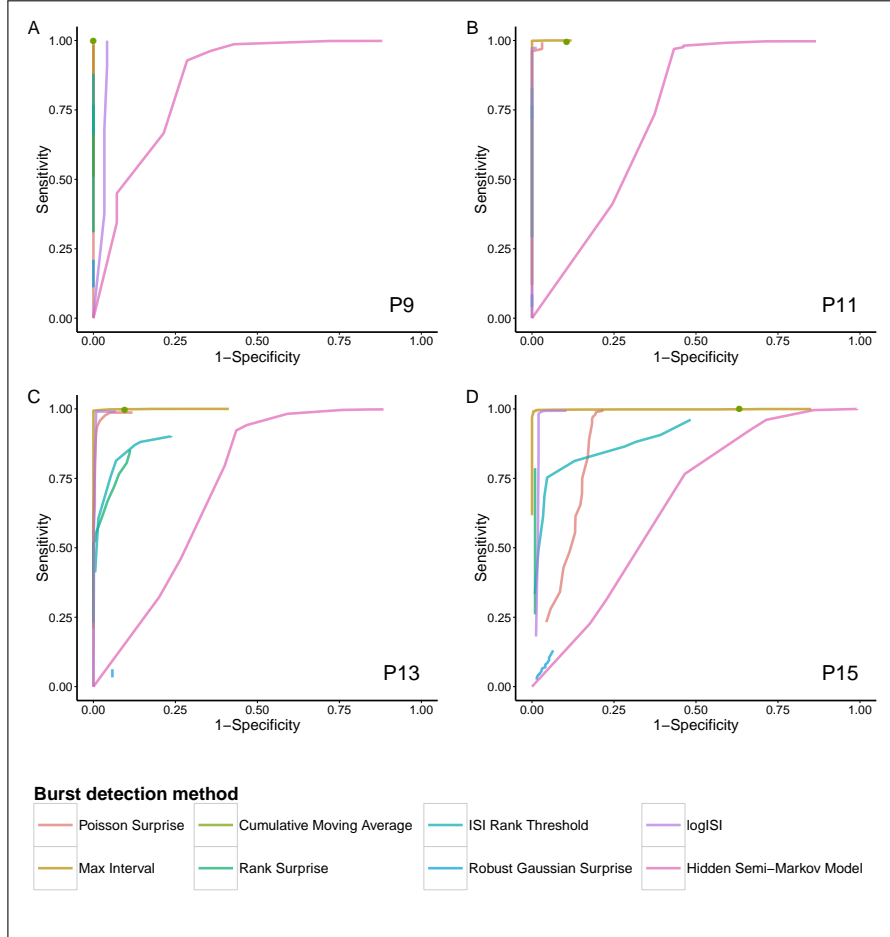 A
B
1.00
0.75
0.50
0.25
0.00
Sensitivity
P9
0.00 0.25 0.50 0.75 1.00
1−Specificity
1.00
0.75
0.50
0.25
0.00
Sensitivity
P11
0.00 0.25 0.50 0.75 1.00
1−Specificity
C
D
1.00
0.75
0.50
0.25
0.00
Sensitivity
P13
0.00 0.25 0.50 0.75 1.00
1−Specificity
1.00
0.75
0.50
0.25
0.00
Sensitivity
P15
0.00 0.25 0.50 0.75 1.00
1−Specificity
Burst detection method
Poisson Surprise Cumulative Moving Average ISI Rank Threshold logISI
Max Interval Rank Surprise Robust Gaussian Surprise Hidden Semi−Markov Model